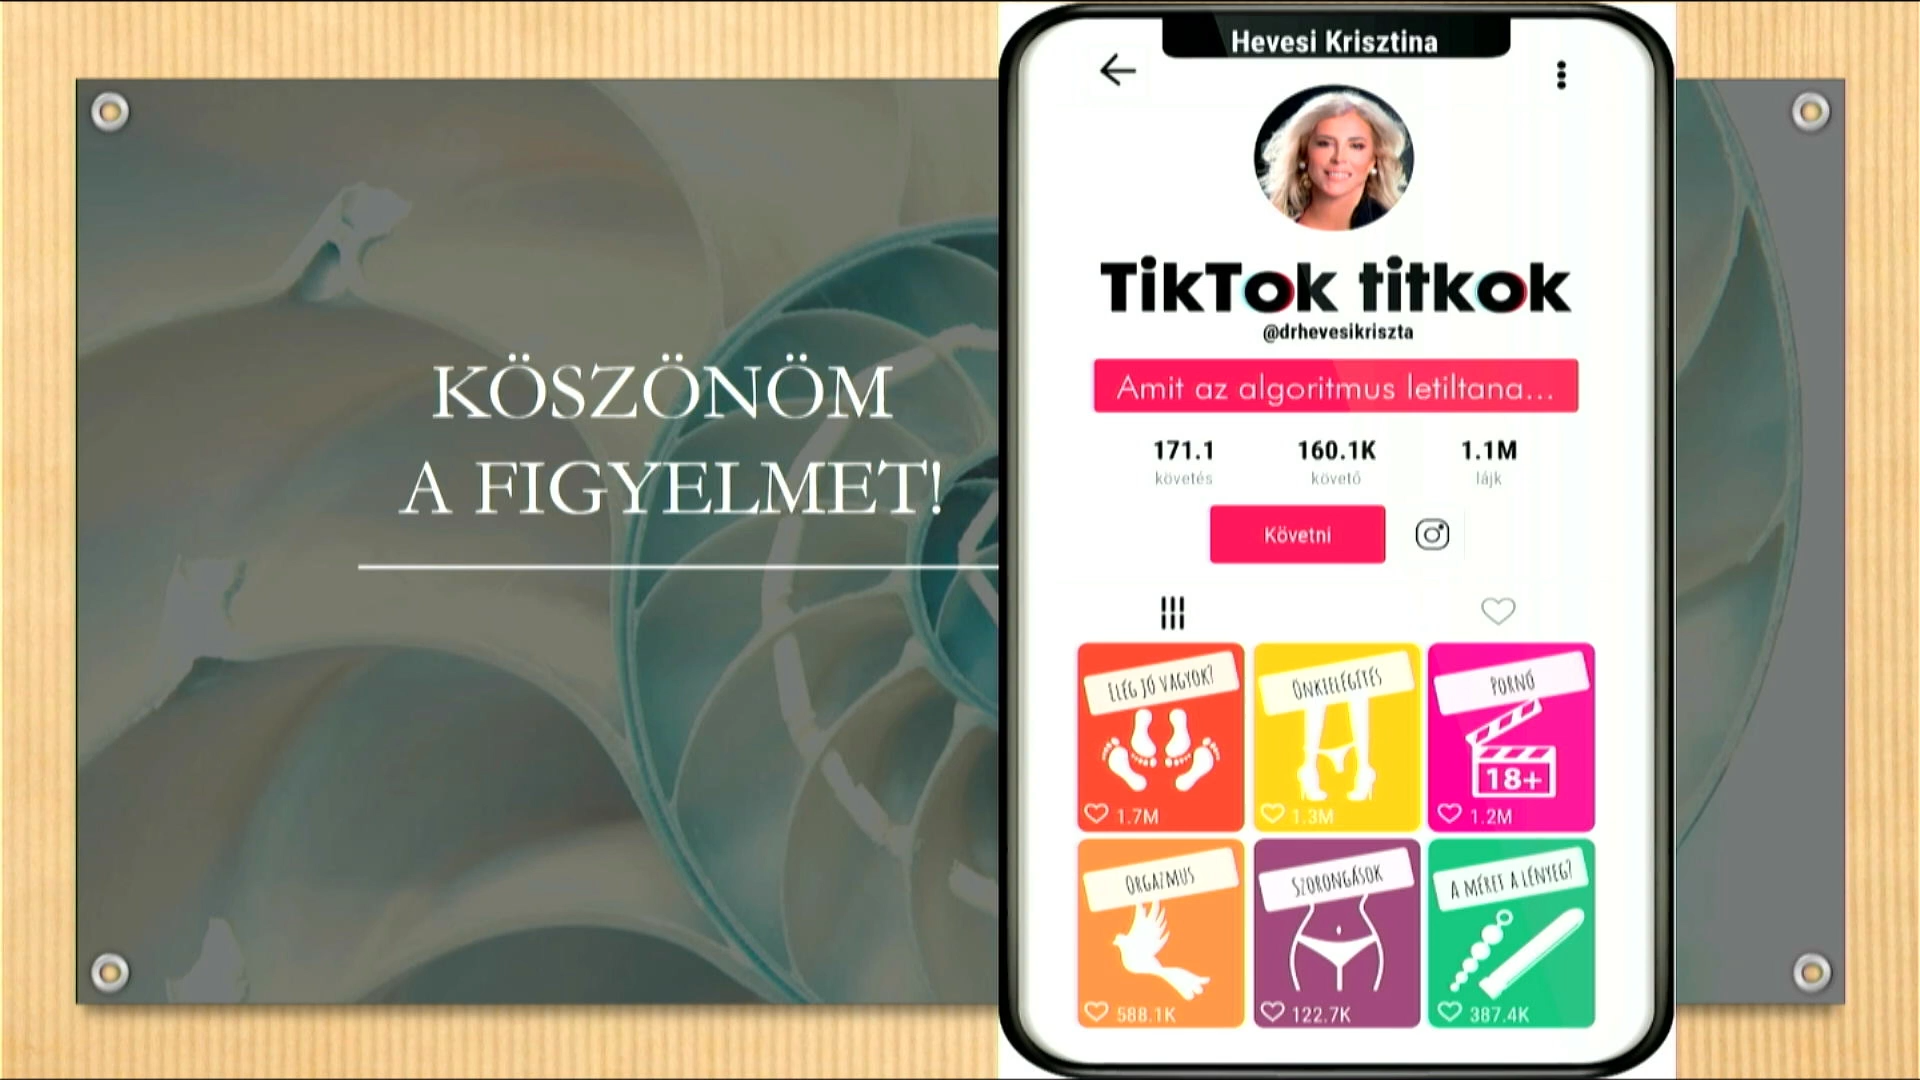 KÖSZÖNÖM
A FIGYELMET!
Hevesi Krisztina
TikTok titkok
@drhevesikriszta
Amit az algoritmus letiltana...
171.1 160.1K 1.1M
követés követő lájk
Követni
ELÉG JÓ VAGYOK? ÖNKIELÉGÍTÉS PORNÓ
18+
1.7M 1.3M 1.2M
ORGAZMUS SZORONGÁSOK A MÉRET A LÉNYEG?
588.1K 122.7K 387.4K